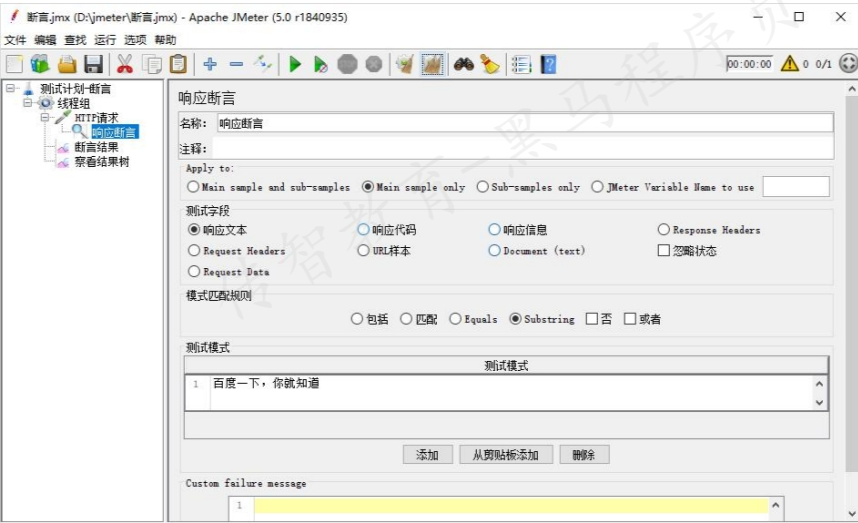 断言.jmx (D:\jmeter\断言.jmx) - Apache JMeter (5.0 r1840935)
文件 编辑 查找 运行 选项 帮助
00:00:00 0 0/1
测试计划-断言
线程组
HTTP请求
响应断言
断言结果
察看结果树
响应断言
名称: 响应断言
注释:
Apply to:
Main sample and sub-samples Main sample only Sub-samples only JMeter Variable Name to use
测试字段
响应文本 响应代码 响应信息 Response Headers
Request Headers URL样本 Document (text) 忽略状态
Request Data
模式匹配规则
包括 匹配 Equals Substring 否 或者
测试模式
测试模式
1 百度一下，你就知道
添加 从剪贴板添加 删除
Custom failure message
1
传智教育-黑马程序员